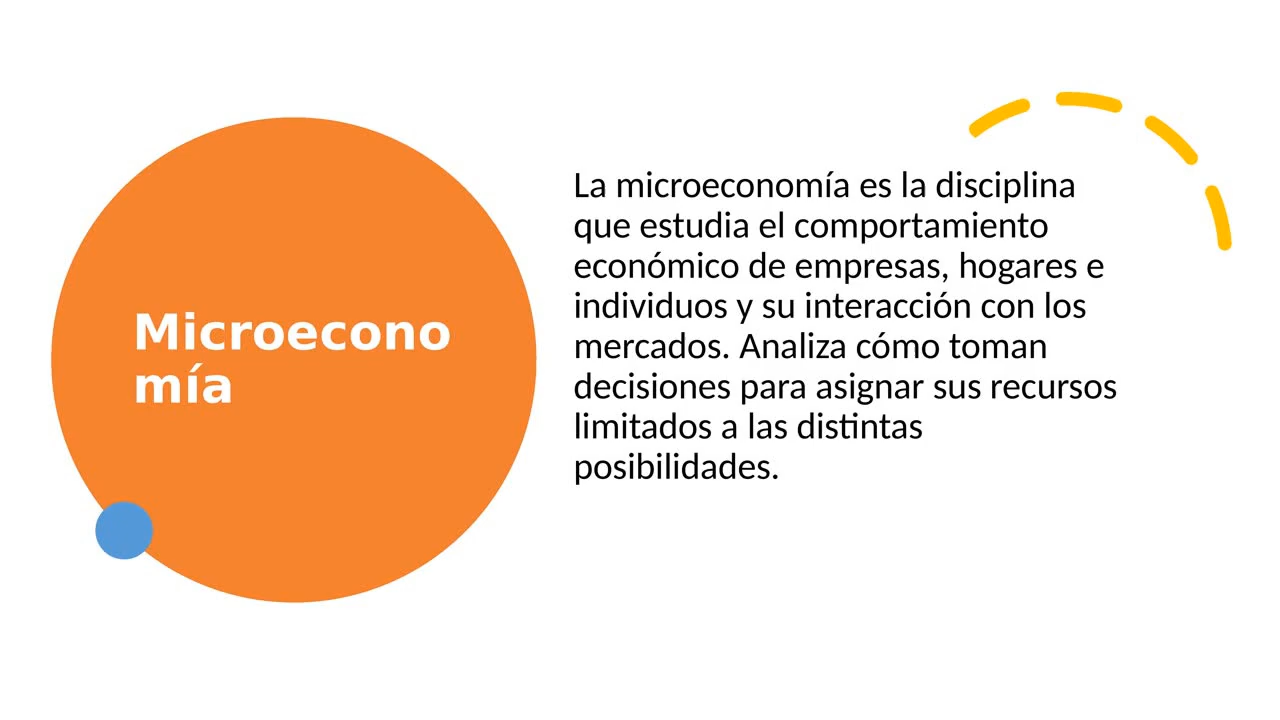 Microecono
mía
La microeconomía es la disciplina
que estudia el comportamiento
económico de empresas, hogares e
individuos y su interacción con los
mercados. Analiza cómo toman
decisiones para asignar sus recursos
limitados a las distintas
posibilidades.